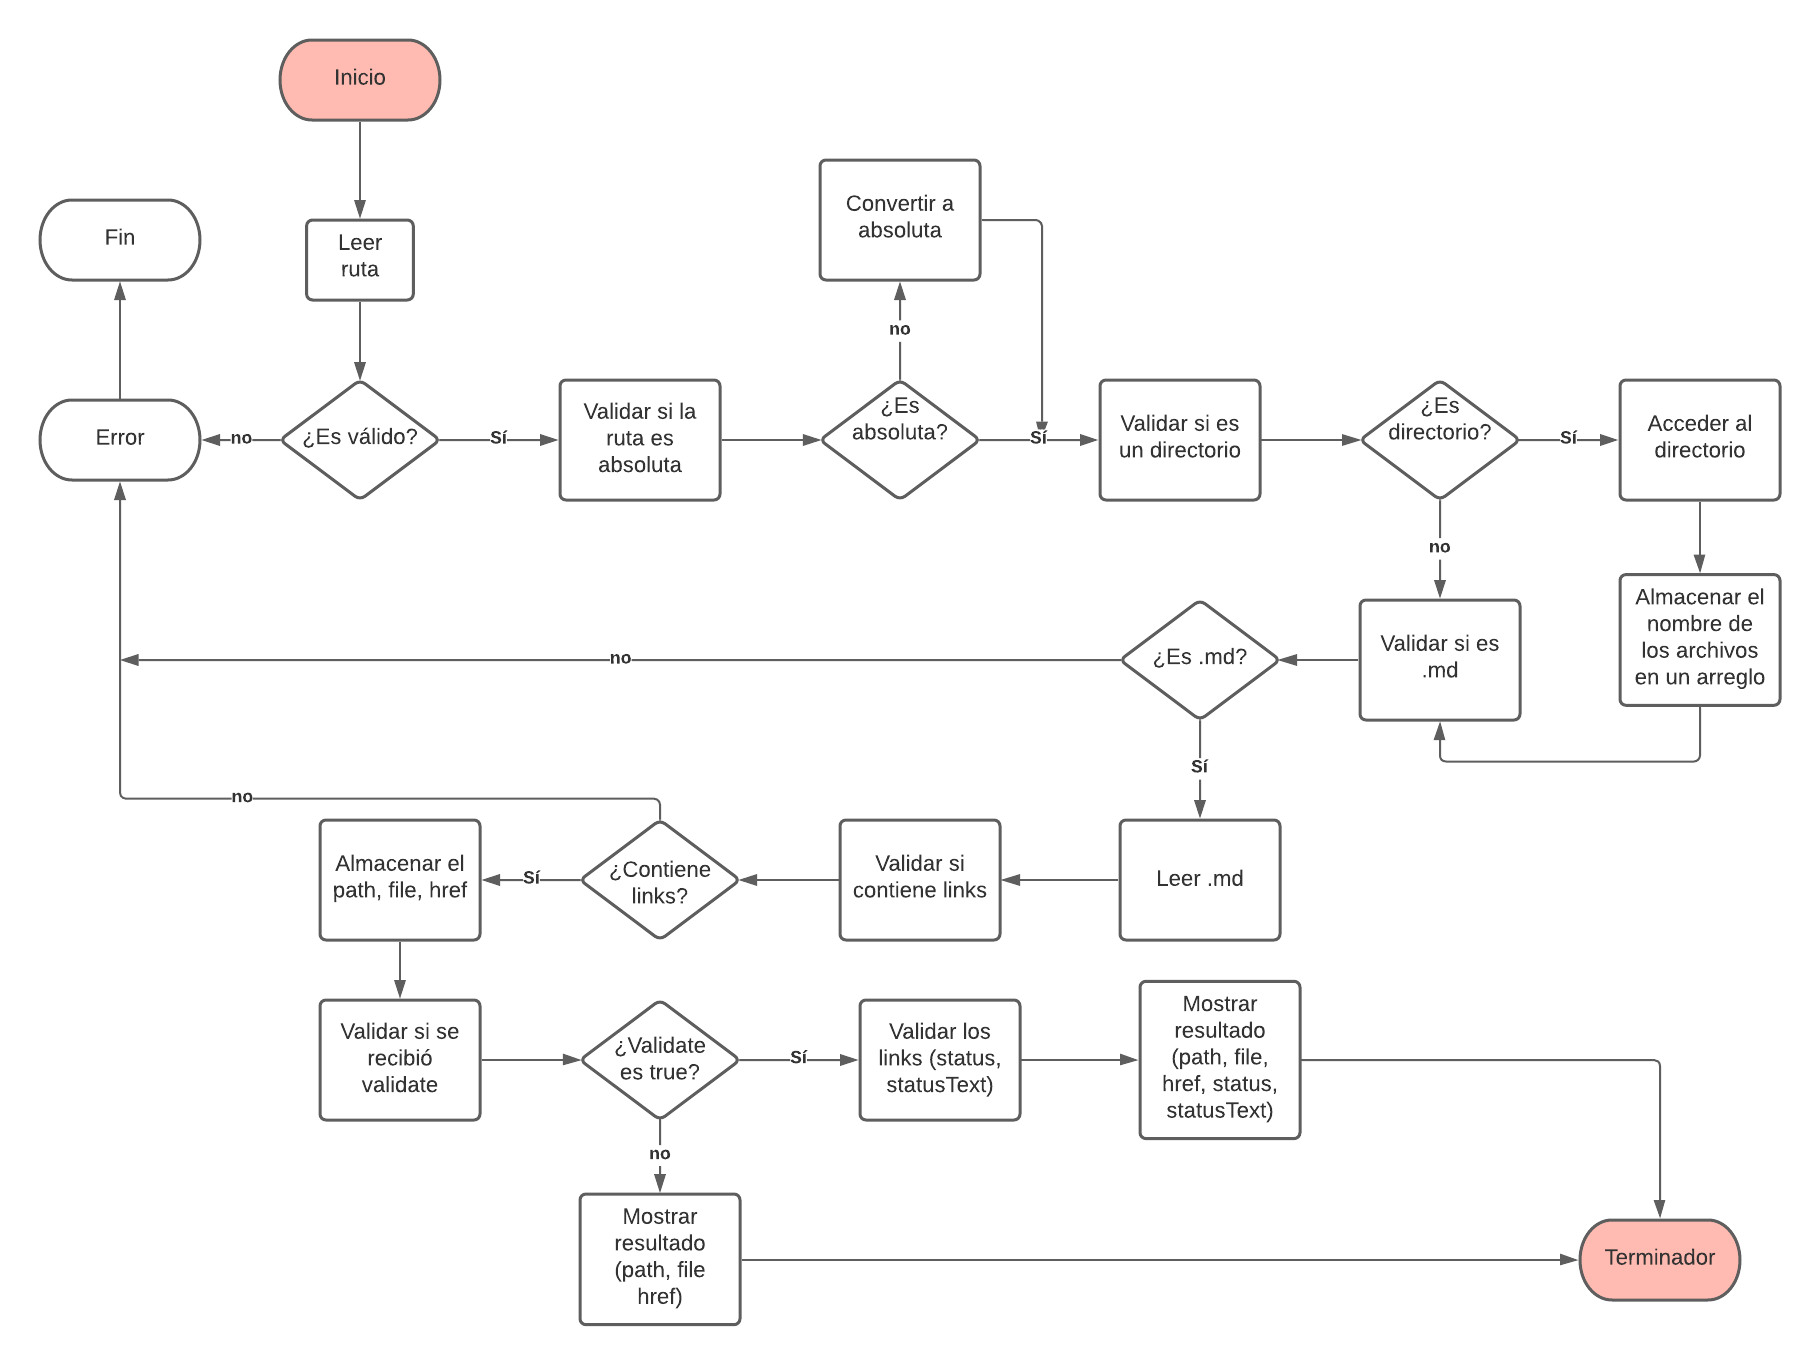 Inicio
Fin
Leer
ruta
Convertir a
absoluta
no
Error
no
¿Es válido?
Sí
Validar si la
ruta es
absoluta
¿Es
absoluta?
Sí
Validar si es
un directorio
¿Es
directorio?
Sí
Acceder al
directorio
no
Almacenar el
nombre de
los archivos
en un arreglo
Validar si es
.md
¿Es .md?
no
Sí
no
Leer .md
Validar si
contiene links
¿Contiene
links?
Sí
Almacenar el
path, file, href
Validar si se
recibió
validate
¿Validate
es true?
Sí
Validar los
links (status,
statusText)
Mostrar
resultado
(path, file,
href, status,
statusText)
no
Mostrar
resultado
(path, file
href)
Terminador